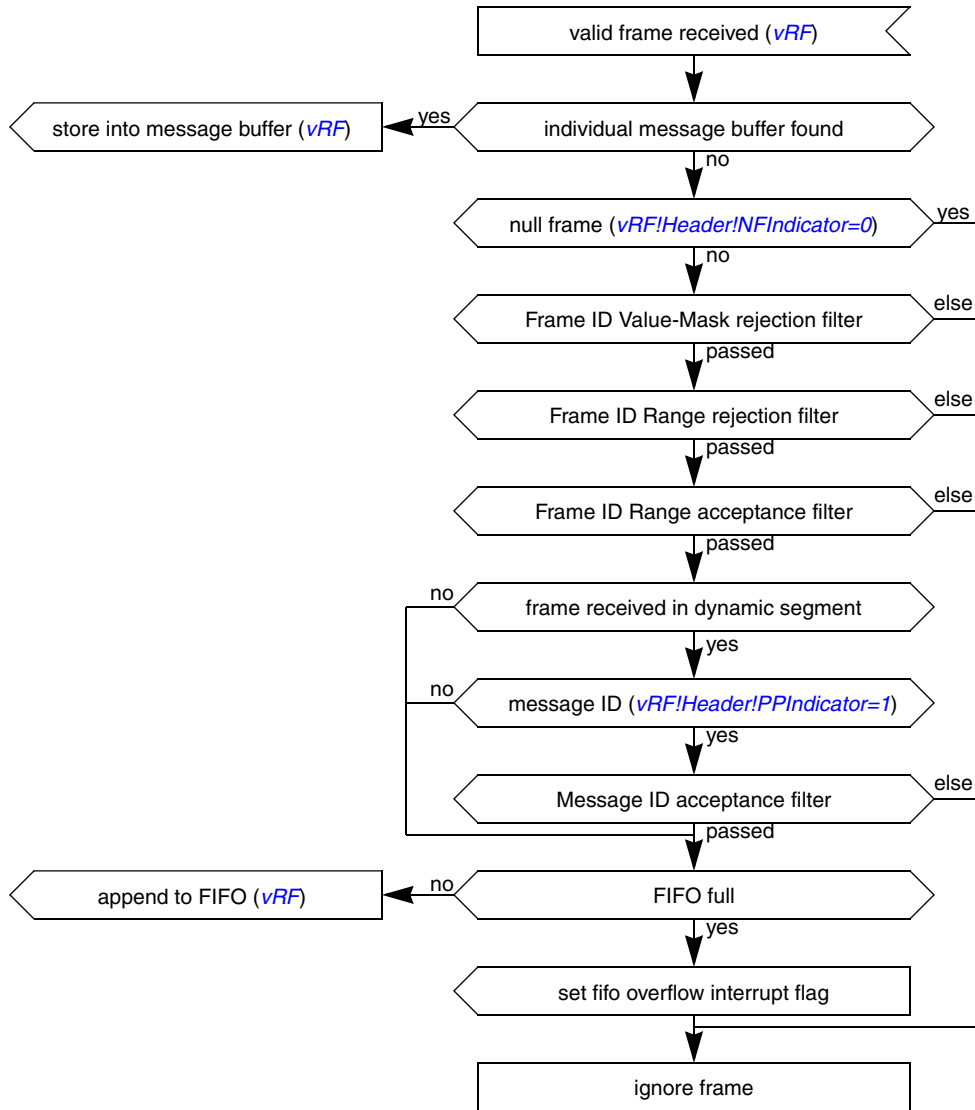 valid frame received (vRF)
store into message buffer (vRF)
yes
individual message buffer found
no
null frame (vRF!Header!NFIndicator=0)
yes
no
Frame ID Value-Mask rejection filter
else
passed
Frame ID Range rejection filter
else
passed
Frame ID Range acceptance filter
else
passed
no
frame received in dynamic segment
yes
no
message ID (vRF!Header!PPIndicator=1)
yes
Message ID acceptance filter
else
passed
append to FIFO (vRF)
no
FIFO full
yes
set fifo overflow interrupt flag
ignore frame